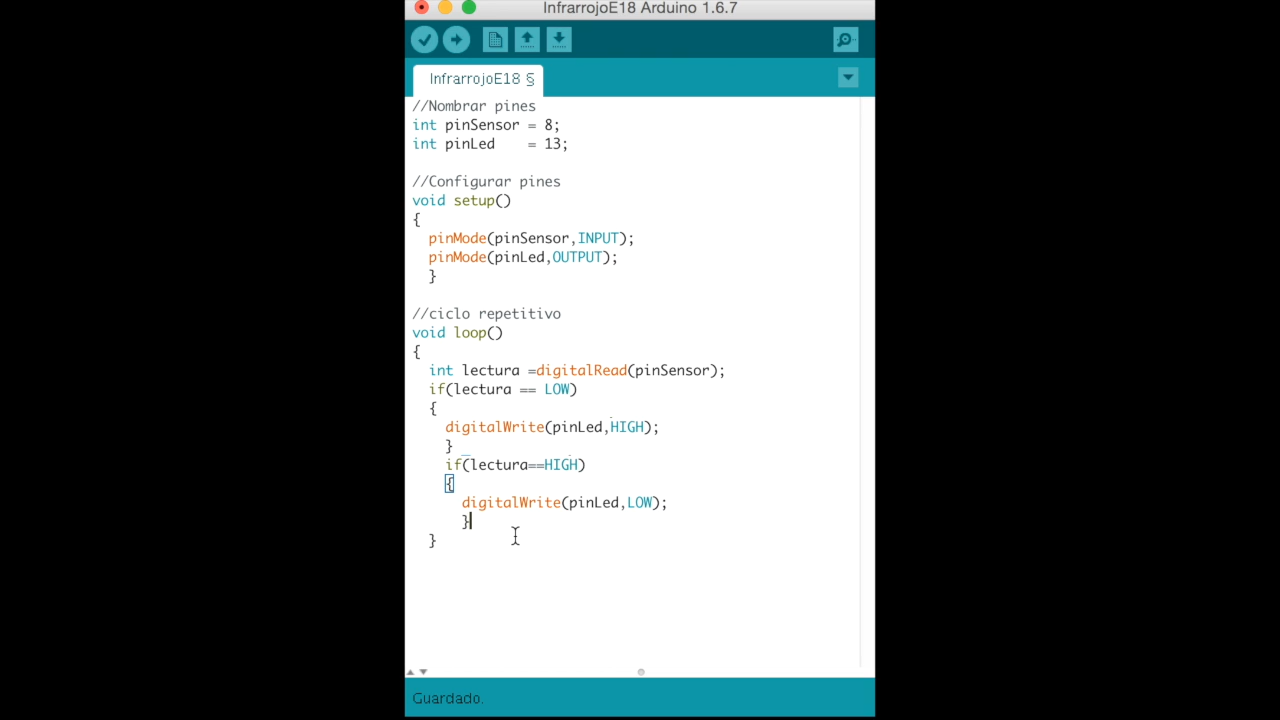 InfrarrojoE18 Arduino 1.6.7
InfrarrojoE18 §
//Nombrar pines
int pinSensor = 8;
int pinLed    = 13;
//Configurar pines
void setup()
{
  pinMode(pinSensor,INPUT);
  pinMode(pinLed,OUTPUT);
  }
//ciclo repetitivo
void loop()
{
  int lectura =digitalRead(pinSensor);
  if(lectura == LOW)
  {
    digitalWrite(pinLed,HIGH);
    }
    if(lectura==HIGH)
    {
      digitalWrite(pinLed,LOW);
      }
  }
Guardado.